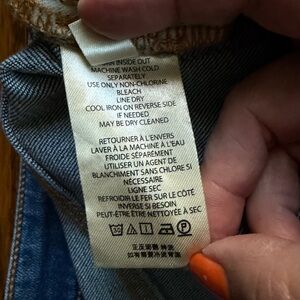 TURN INSIDE OUT
MACHINE WASH COLD
SEPARATELY
USE ONLY NON-CHLORINE
BLEACH
LINE DRY
COOL IRON ON REVERSE SIDE
IF NEEDED
MAY BE DRY CLEANED
RETOURNER À L'ENVERS
LAVER À LA MACHINE À L'EAU
FROIDE SÉPARÉMENT
UTILISER UN AGENT DE
BLANCHIMENT SANS CHLORE SI
NÉCESSAIRE
LIGNE SEC
REFROIDIR LE FER SUR LE CÔTÉ
INVERSE SI BESOIN
PEUT-ÊTRE ÊTRE NETTOYÉE À SEC
30
P